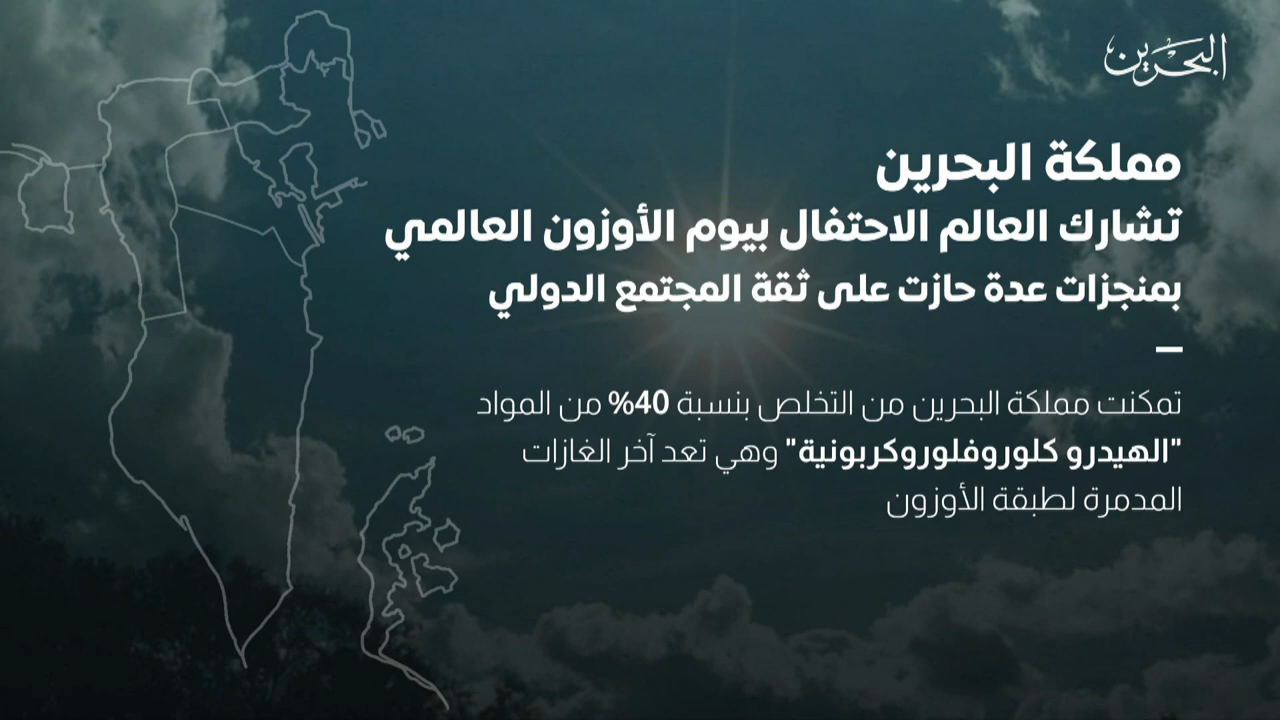 البحرين
مملكة البحرين
تشارك العالم الاحتفال بيوم الأوزون العالمي
بمنجزات عدة حازت على ثقة المجتمع الدولي
تمكنت مملكة البحرين من التخلص بنسبة 40% من المواد
"الهيدرو كلوروفلوروكربونية" وهي تعد آخر الغازات
المدمرة لطبقة الأوزون